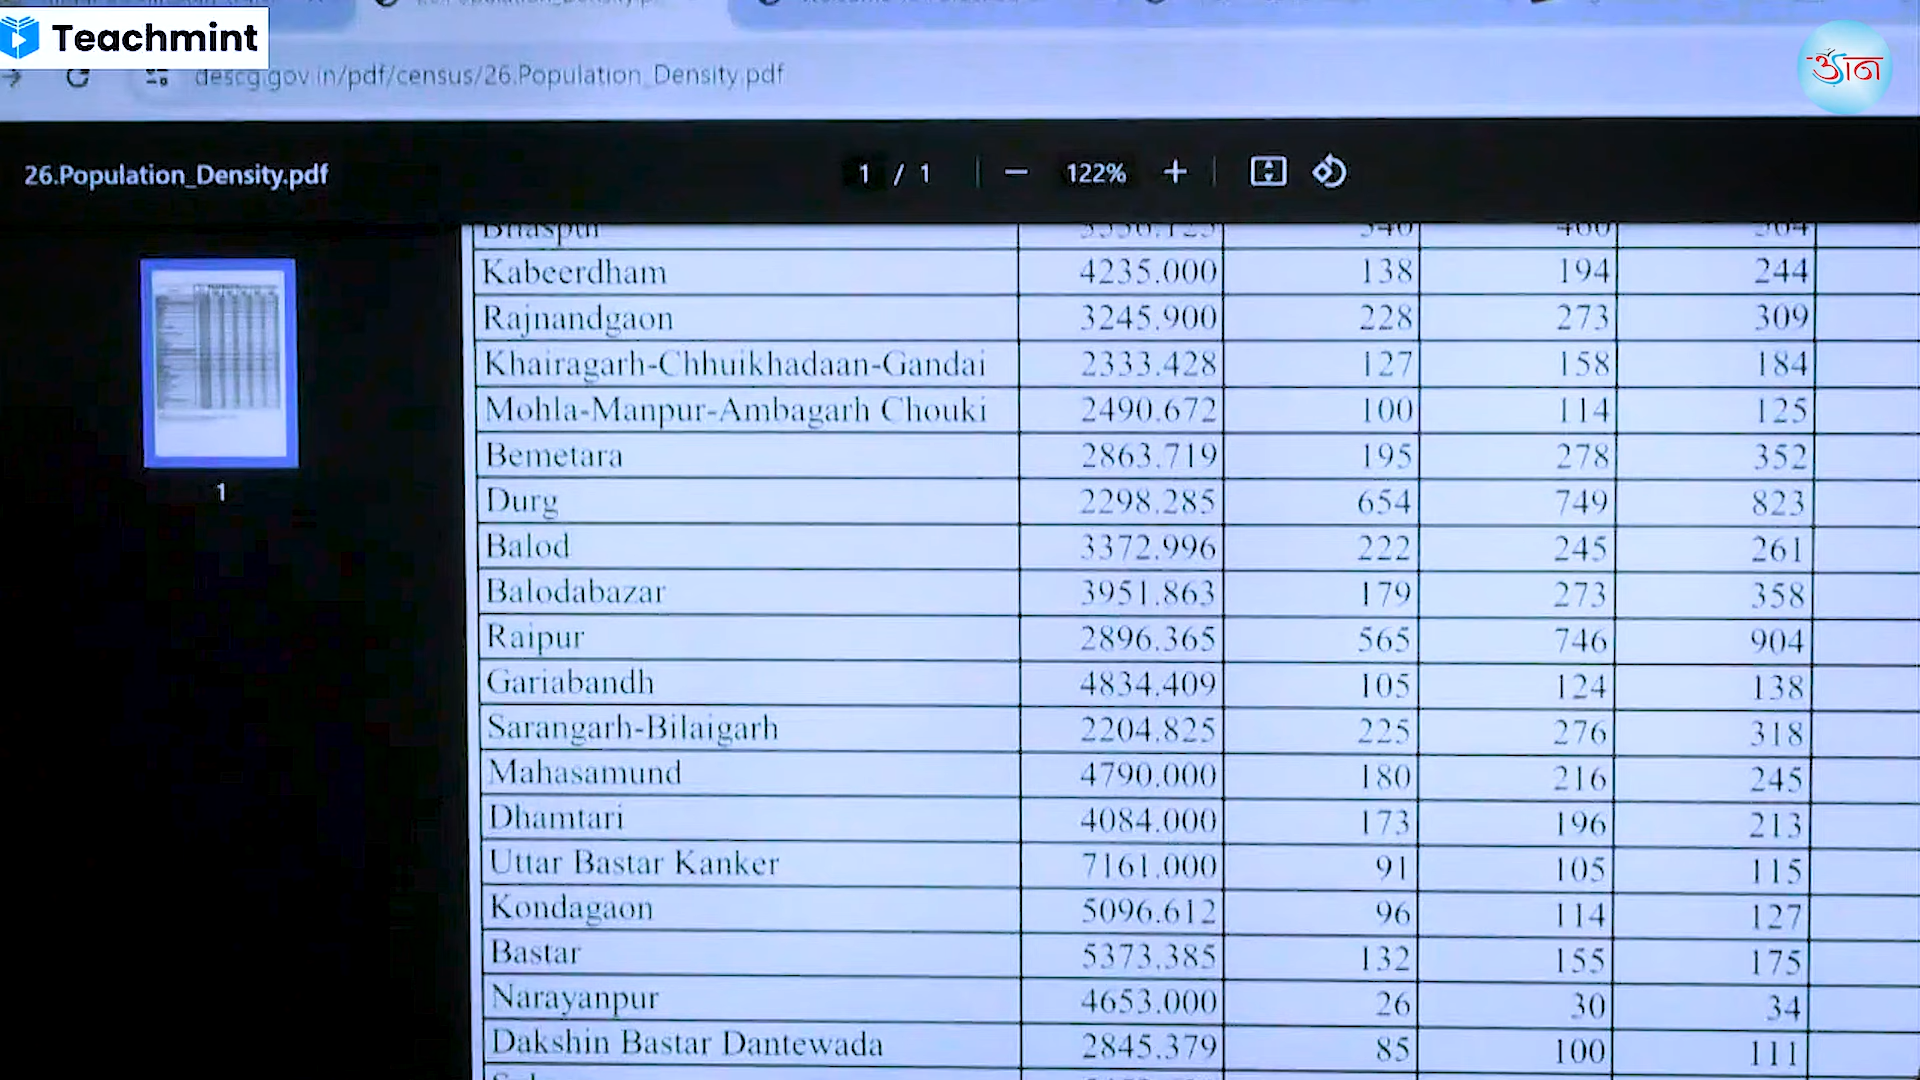 Teachmint
descg.gov.in/pdf/census/26.Population_Density.pdf
ज्ञान
26.Population_Density.pdf
1 / 1 — 122% +
Kabeerdham 4235.000 138 194 244
Rajnandgaon 3245.900 228 273 309
Khairagarh-Chhuikhadaan-Gandai 2333.428 127 158 184
Mohla-Manpur-Ambagarh Chouki 2490.672 100 114 125
Bemetara 2863.719 195 278 352
1
Durg 2298.285 654 749 823
Balod 3372.996 222 245 261
Balodabazar 3951.863 179 273 358
Raipur 2896.365 565 746 904
Gariabandh 4834.409 105 124 138
Sarangarh-Bilaigarh 2204.825 225 276 318
Mahasamund 4790.000 180 216 245
Dhamtari 4084.000 173 196 213
Uttar Bastar Kanker 7161.000 91 105 115
Kondagaon 5096.612 96 114 127
Bastar 5373.385 132 155 175
Narayanpur 4653.000 26 30 34
Dakshin Bastar Dantewada 2845.379 85 100 111